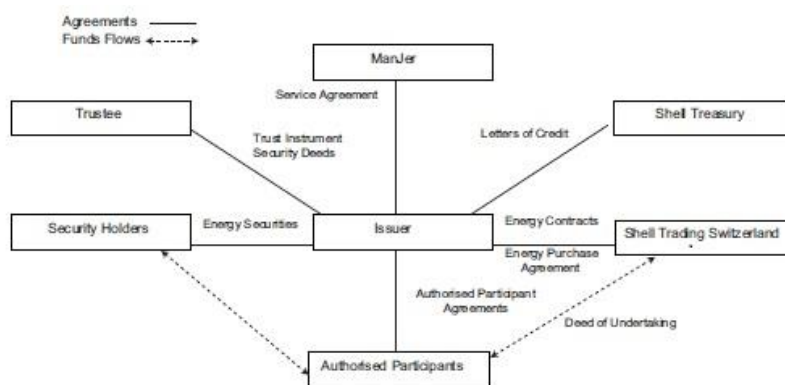 Agreements
Funds Flows
ManJer
Service Agreement
Trustee
Shell Treasury
Trust Instrument
Security Deeds
Letters of Credit
Security Holders
Energy Securities
Issuer
Energy Contracts
Shell Trading Switzerland
Energy Purchase
Agreement
Authorised Participant
Agreements
Deed of Undertaking
Authorised Participants